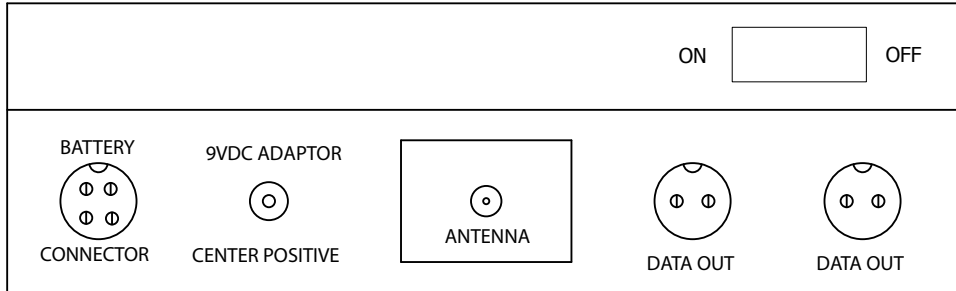 ON
OFF
BATTERY
CONNECTOR
9VDC ADAPTOR
CENTER POSITIVE
ANTENNA
DATA OUT
DATA OUT